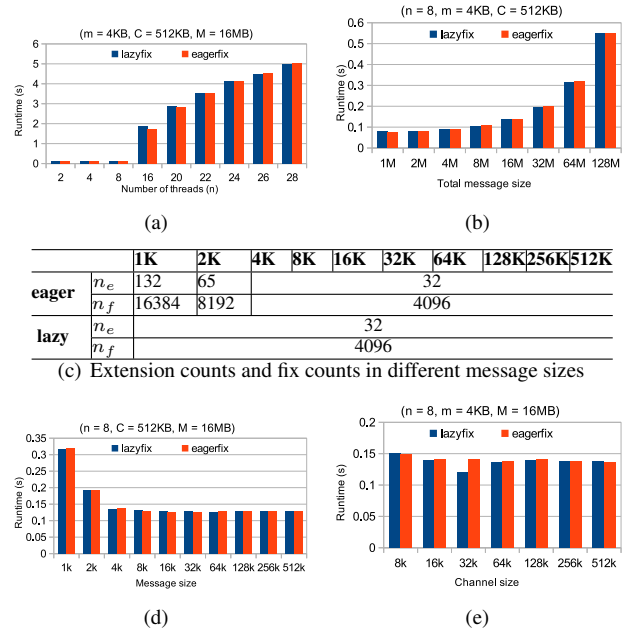 (m = 4KB, C = 512KB, M = 16MB)
lazyfix eagerfix
Runtime (s)
6
5
4
3
2
1
0
2 4 8 16 20 22 24 26 28
Number of threads (n)
(a)
(n = 8, m = 4KB, C = 512KB)
lazyfix eagerfix
Runtime (s)
0.6
0.5
0.4
0.3
0.2
0.1
0
1M 2M 4M 8M 16M 32M 64M 128M
Total message size
(b)
1K 2K 4K 8K 16K 32K 64K 128K 256K 512K
eager n_e 132 65 32
n_f 16384 8192 4096
lazy n_e 32
n_f 4096
(c) Extension counts and fix counts in different message sizes
(n = 8, C = 512KB, M = 16MB)
lazyfix eagerfix
Runtime (s)
0.35
0.3
0.25
0.2
0.15
0.1
0.05
0
1k 2k 4k 8k 16k 32k 64k 128k 256k 512k
Message size
(d)
(n = 8, m = 4KB, M = 16MB)
lazyfix eagerfix
Runtime (s)
0.2
0.15
0.1
0.05
0
8k 16k 32k 64k 128k 256k 512k
Channel size
(e)